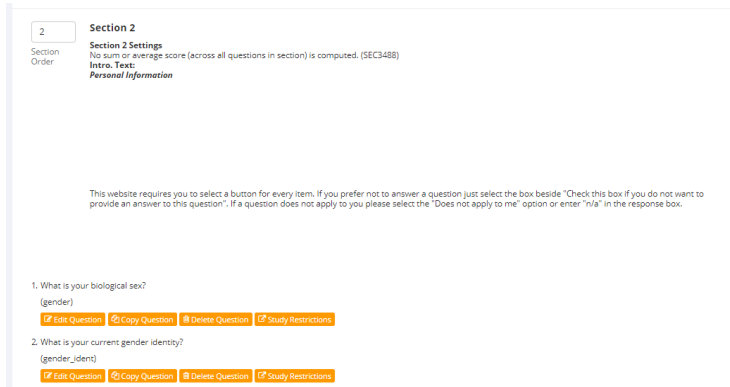 2
Section Order
Section 2
Section 2 Settings
No sum or average score (across all questions in section) is computed. (SEC3488)
Intro. Text:
Personal Information
This website requires you to select a button for every item. If you prefer not to answer a question just select the box beside "Check this box if you do not want to
provide an answer to this question". If a question does not apply to you please select the "Does not apply to me" option or enter "n/a" in the response box.
1. What is your biological sex?
(gender)
Edit Question Copy Question Delete Question Study Restrictions
2. What is your current gender identity?
(gender_ident)
Edit Question Copy Question Delete Question Study Restrictions